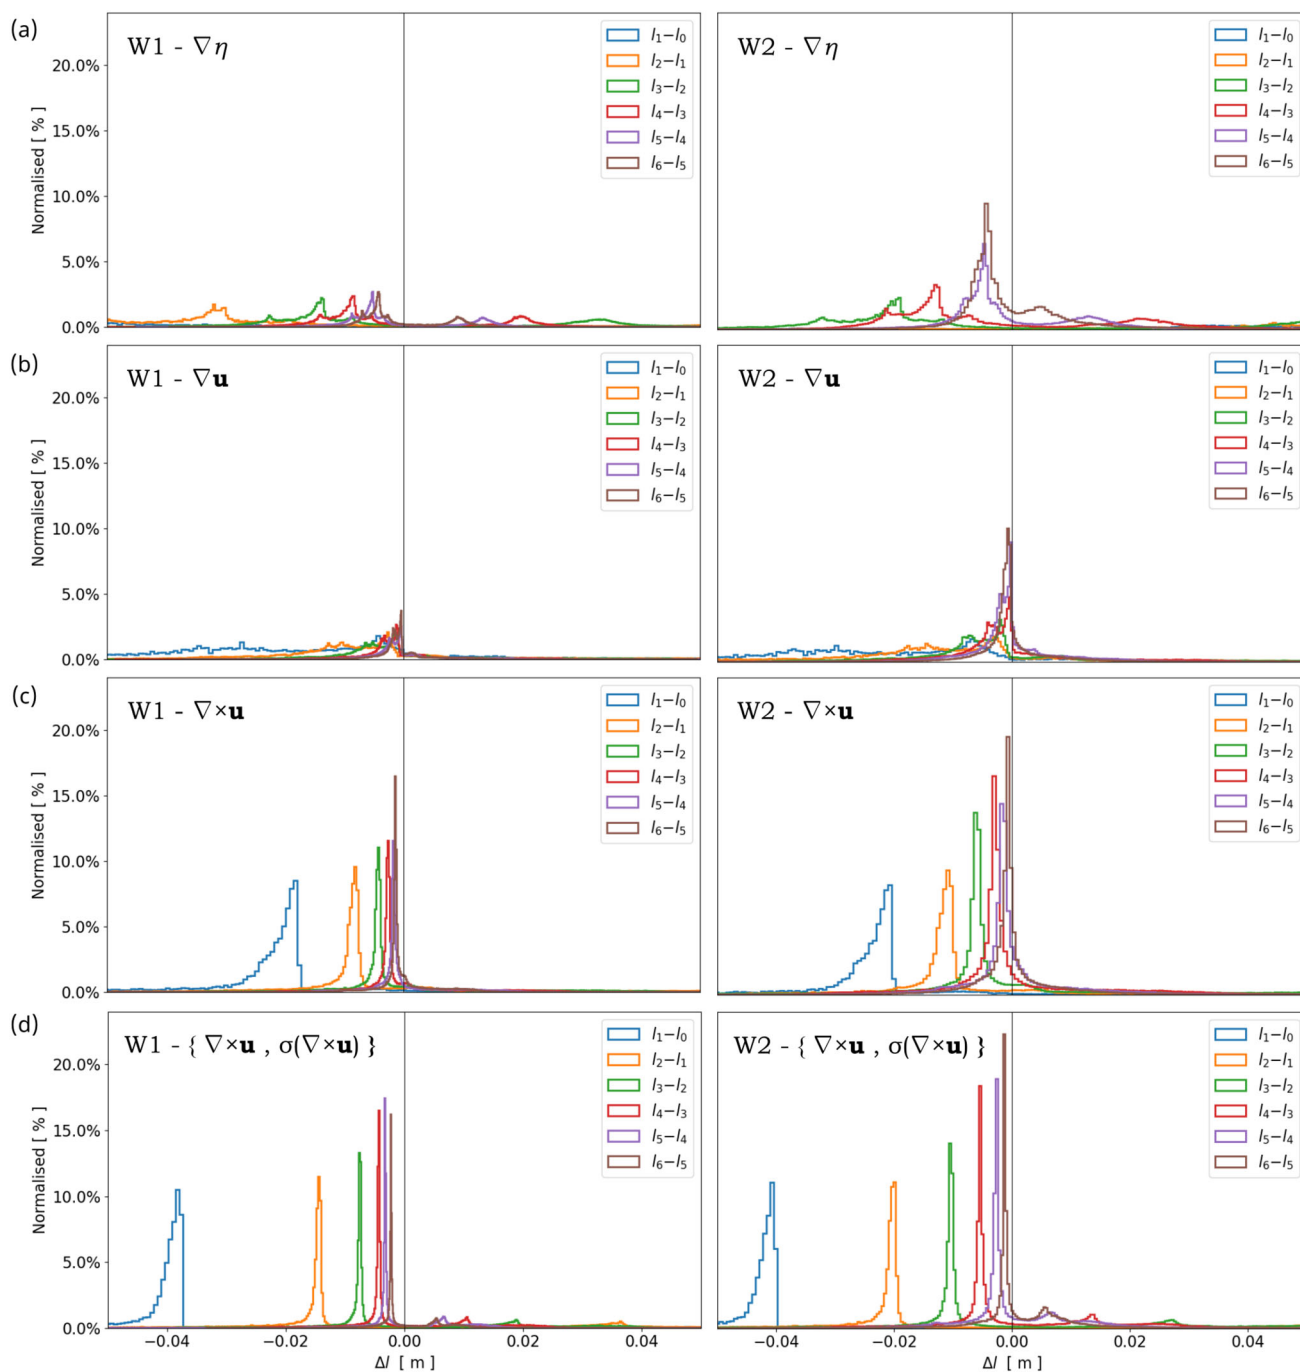 (a)
W1 - ∇η
l1−l0
l2−l1
l3−l2
l4−l3
l5−l4
l6−l5
20.0%
15.0%
10.0%
5.0%
0.0%
Normalised [ % ]
W2 - ∇η
l1−l0
l2−l1
l3−l2
l4−l3
l5−l4
l6−l5
(b)
W1 - ∇u
l1−l0
l2−l1
l3−l2
l4−l3
l5−l4
l6−l5
20.0%
15.0%
10.0%
5.0%
0.0%
Normalised [ % ]
W2 - ∇u
l1−l0
l2−l1
l3−l2
l4−l3
l5−l4
l6−l5
(c)
W1 - ∇×u
l1−l0
l2−l1
l3−l2
l4−l3
l5−l4
l6−l5
20.0%
15.0%
10.0%
5.0%
0.0%
Normalised [ % ]
W2 - ∇×u
l1−l0
l2−l1
l3−l2
l4−l3
l5−l4
l6−l5
(d)
W1 - { ∇×u , σ(∇×u) }
l1−l0
l2−l1
l3−l2
l4−l3
l5−l4
l6−l5
20.0%
15.0%
10.0%
5.0%
0.0%
Normalised [ % ]
−0.04 −0.02 0.00 0.02 0.04
Δl [ m ]
W2 - { ∇×u , σ(∇×u) }
l1−l0
l2−l1
l3−l2
l4−l3
l5−l4
l6−l5
−0.04 −0.02 0.00 0.02 0.04
Δl [ m ]